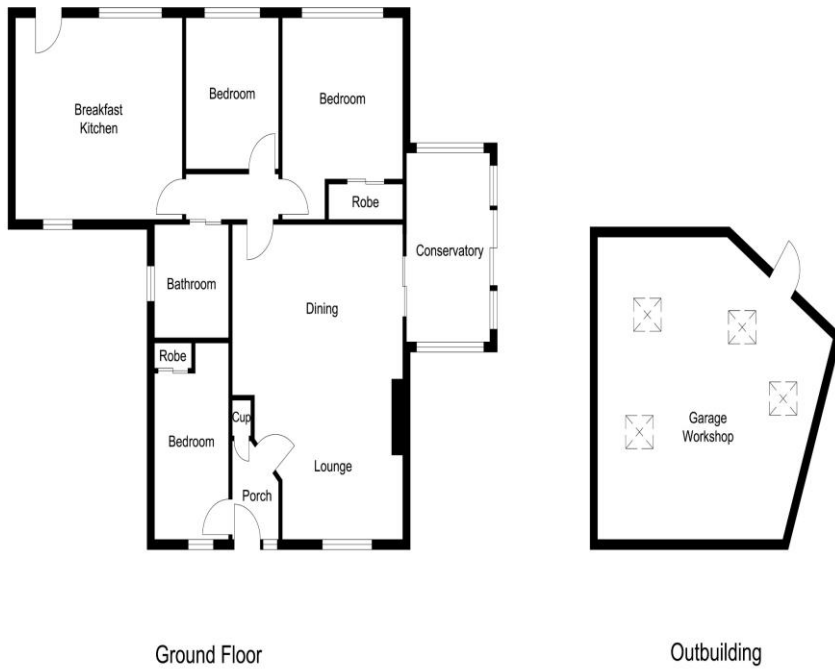 Breakfast
Kitchen
Bedroom
Bedroom
Robe
Conservatory
Bathroom
Dining
Robe
Bedroom
Cup
Porch
Lounge
Garage
Workshop
Ground Floor
Outbuilding